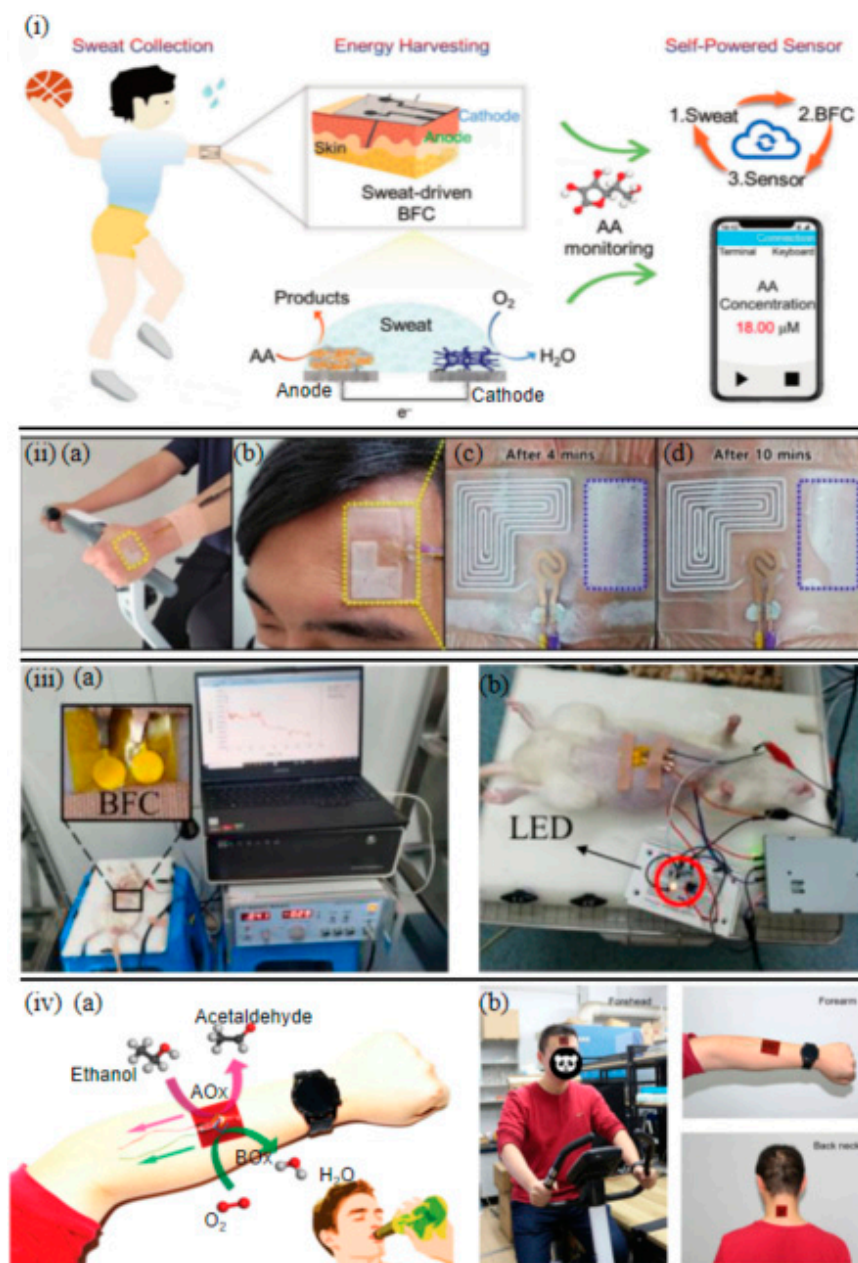 (i)
Sweat Collection
Energy Harvesting
Self-Powered Sensor
Cathode
Anode
Skin
Sweat-driven
BFC
1.Sweat
2.BFC
3.Sensor
AA
monitoring
Connection
Terminal Keyboard
AA
Concentration
18.00 μM
Products
O₂
Sweat
AA
H₂O
Anode
Cathode
e⁻
(ii) (a)
(b)
(c) After 4 mins
(d) After 10 mins
(iii) (a)
BFC
(b)
LED
(iv) (a)
Acetaldehyde
Ethanol
AOx
BOx
H₂O
O₂
(b)
Forehead
Forearm
Back neck